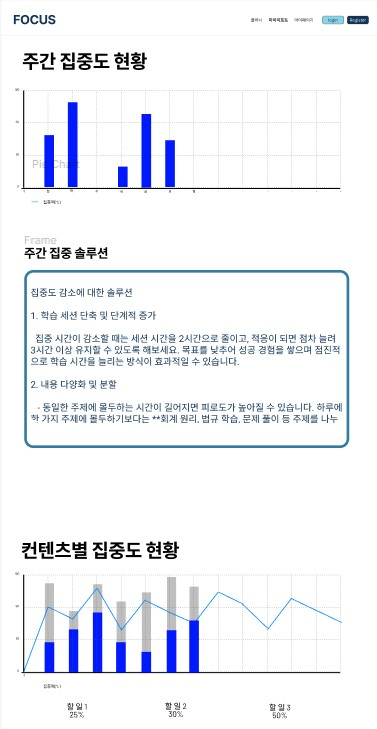 FOCUS
마이페이지
login
Register
주간 집중도 현황
집중력(%)
Frame
주간 집중 솔루션
집중도 감소에 대한 솔루션
1. 학습 세션 단축 및 단계적 증가
집중 시간이 감소할 때는 세션 시간을 2시간으로 줄이고, 적응이 되면 점차 늘려
3시간 이상 유지할 수 있도록 해보세요. 목표를 낮추어 성공 경험을 쌓으며 점진적
으로 학습 시간을 늘리는 방식이 효과적일 수 있습니다.
2. 내용 다양화 및 분할
- 동일한 주제에 몰두하는 시간이 길어지면 피로도가 높아질 수 있습니다. 하루에
한 가지 주제에 몰두하기보다는 **회계 원리, 법규 학습, 문제 풀이 등 주제를 나누
컨텐츠별 집중도 현황
집중력(%)
할 일 1
25%
할 일 2
30%
할 일 3
50%